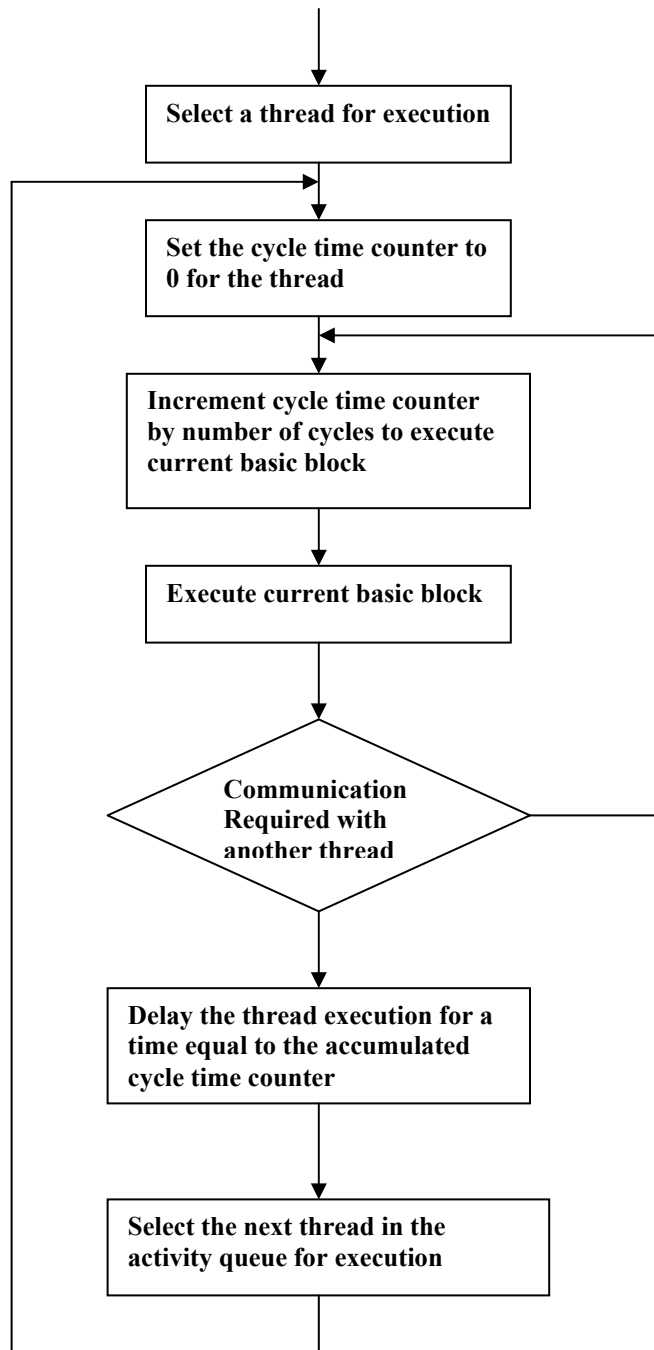 Select a thread for execution
Set the cycle time counter to
0 for the thread
Increment cycle time counter
by number of cycles to execute
current basic block
Execute current basic block
Communication
Required with
another thread
Delay the thread execution for a
time equal to the accumulated
cycle time counter
Select the next thread in the
activity queue for execution